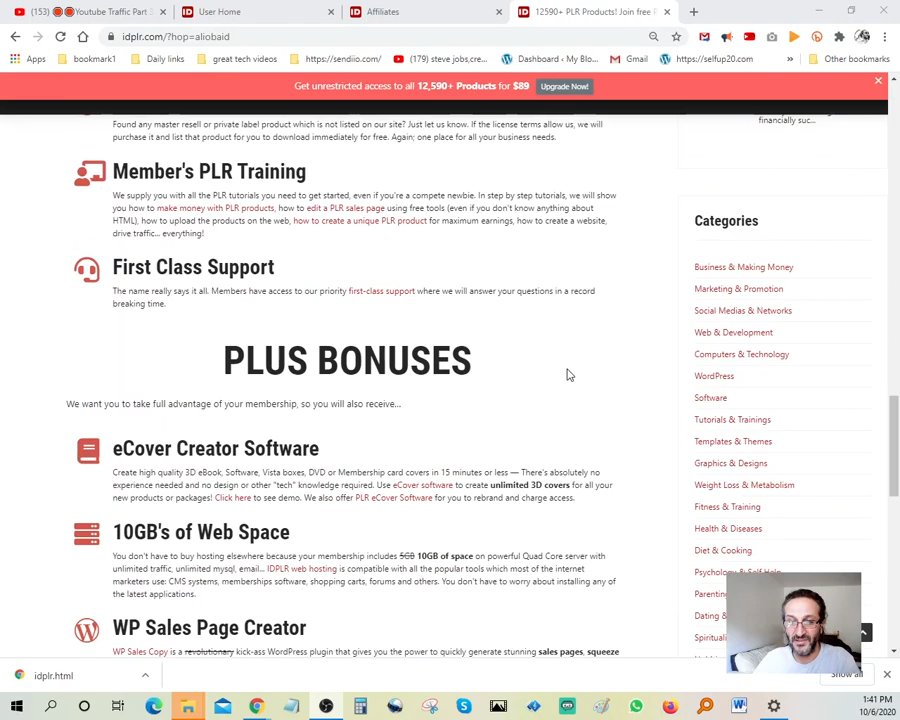 (153) 🔴🔴Youtube Traffic Part 3
User Home
Affiliates
12590+ PLR Products! Join free P
idplr.com/?hop=aliobaid
Apps
bookmark1
Daily links
great tech videos
https://sendiio.com/
(179) steve jobs,cre...
Dashboard ‹ My Blo...
Gmail
https://selfup20.com
»
Other bookmarks
Get unrestricted access to all 12,590+ Products for $89
Upgrade Now!
Found any master resell or private label product which is not listed on our site? Just let us know. If the license terms allow us, we will
purchase it and list that product for you to download immediately for free. Again; one place for all your business needs.
financially suc...
Member's PLR Training
We supply you with all the PLR tutorials you need to get started, even if you're a compete newbie. In step by step tutorials, we will show
you how to make money with PLR products, how to edit a PLR sales page using free tools (even if you don't know anything about
HTML), how to upload the products on the web, how to create a unique PLR product for maximum earnings, how to create a website,
drive traffic... everything!
First Class Support
The name really says it all. Members have access to our priority first-class support where we will answer your questions in a record
breaking time.
PLUS BONUSES
We want you to take full advantage of your membership, so you will also receive...
eCover Creator Software
Create high quality 3D eBook, Software, Vista boxes, DVD or Membership card covers in 15 minutes or less — There's absolutely no
experience needed and no design or other "tech" knowledge required. Use eCover software to create unlimited 3D covers for all your
new products or packages! Click here to see demo. We also offer PLR eCover Software for you to rebrand and charge access.
10GB's of Web Space
You don't have to buy hosting elsewhere because your membership includes 5GB 10GB of space on powerful Quad Core server with
unlimited traffic, unlimited mysql, email... IDPLR web hosting is compatible with all the popular tools which most of the internet
marketers use: CMS systems, memberships software, shopping carts, forums and others. You don't have to worry about installing any of
the latest applications.
WP Sales Page Creator
WP Sales Copy is a revolutionary kick-ass WordPress plugin that gives you the power to quickly generate stunning sales pages, squeeze
Categories
Business & Making Money
Marketing & Promotion
Social Medias & Networks
Web & Development
Computers & Technology
WordPress
Software
Tutorials & Trainings
Templates & Themes
Graphics & Designs
Weight Loss & Motivation
Fitness & Training
Health & Diseases
Diet & Cooking
Psychology & Self Help
Parenting
Dating &
Spirituali
idplr.html
Show all
1:41 PM
10/6/2020